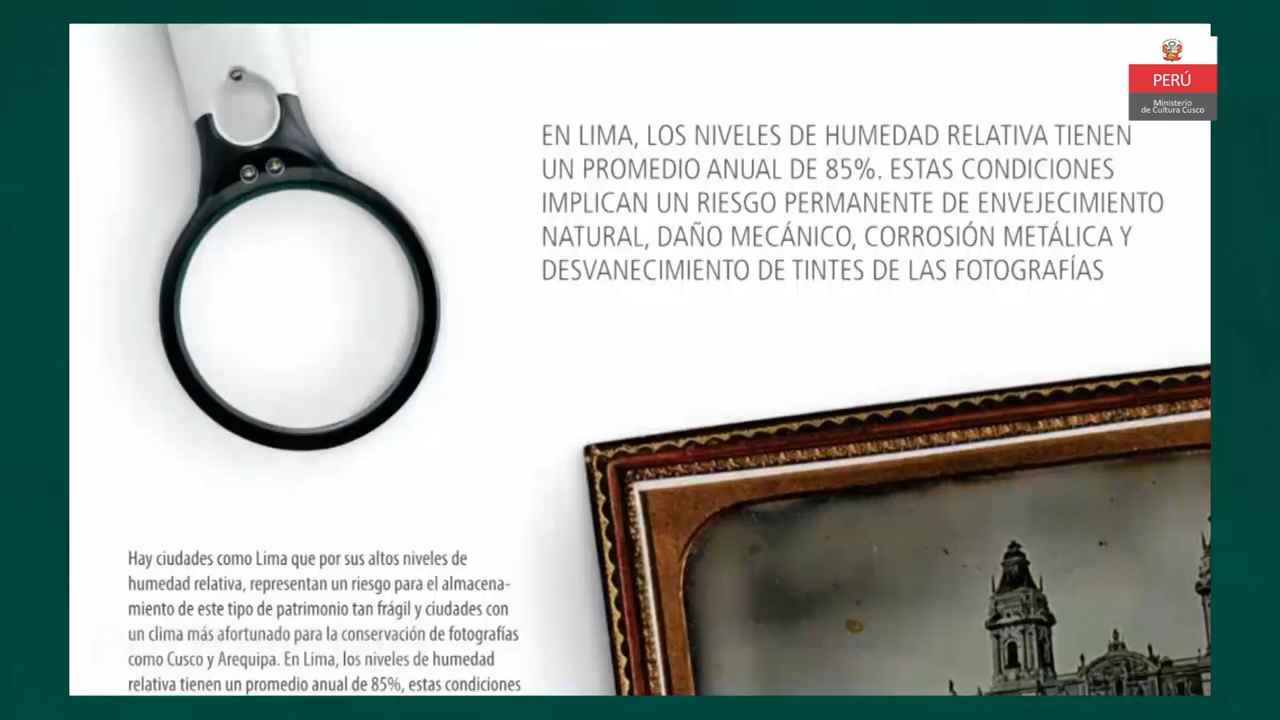 PERÚ
Ministerio
de Cultura Cusco
EN LIMA, LOS NIVELES DE HUMEDAD RELATIVA TIENEN
UN PROMEDIO ANUAL DE 85%. ESTAS CONDICIONES
IMPLICAN UN RIESGO PERMANENTE DE ENVEJECIMIENTO
NATURAL, DAÑO MECÁNICO, CORROSIÓN METÁLICA Y
DESVANECIMIENTO DE TINTES DE LAS FOTOGRAFÍAS
Hay ciudades como Lima que por sus altos niveles de
humedad relativa, representan un riesgo para el almacena-
miento de este tipo de patrimonio tan frágil y ciudades con
un clima más afortunado para la conservación de fotografías
como Cusco y Arequipa. En Lima, los niveles de humedad
relativa tienen un promedio anual de 85%, estas condiciones